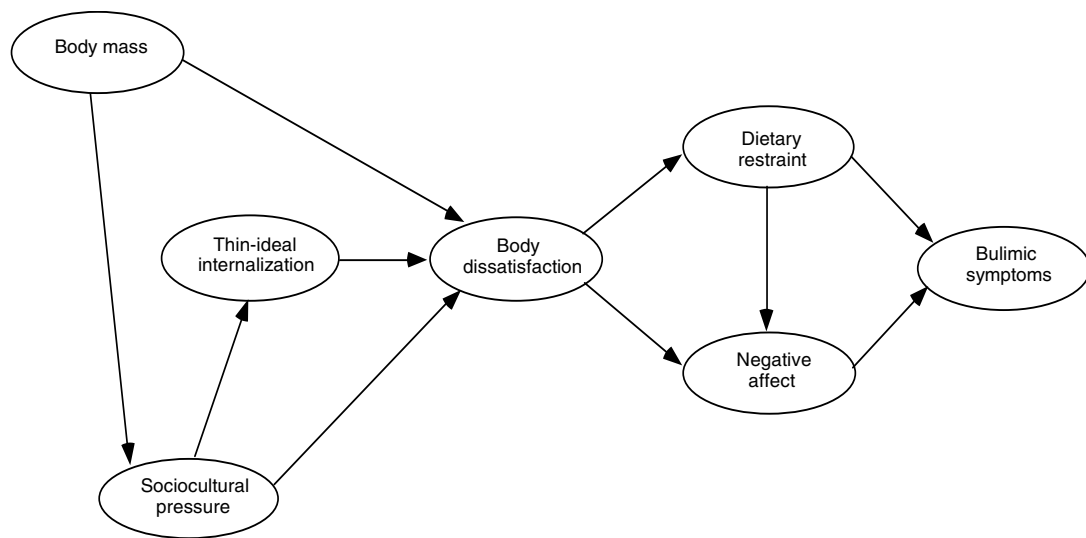 Body mass
Thin-ideal
internalization
Sociocultural
pressure
Body
dissatisfaction
Dietary
restraint
Negative
affect
Bulimic
symptoms